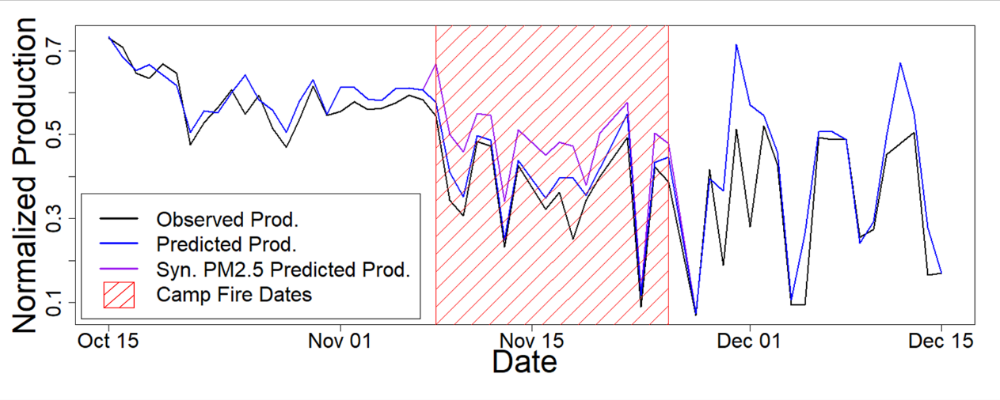 Normalized Production
0.7
0.5
0.3
0.1
Observed Prod.
Predicted Prod.
Syn. PM2.5 Predicted Prod.
Camp Fire Dates
Oct 15
Nov 01
Nov 15
Dec 01
Dec 15
Date